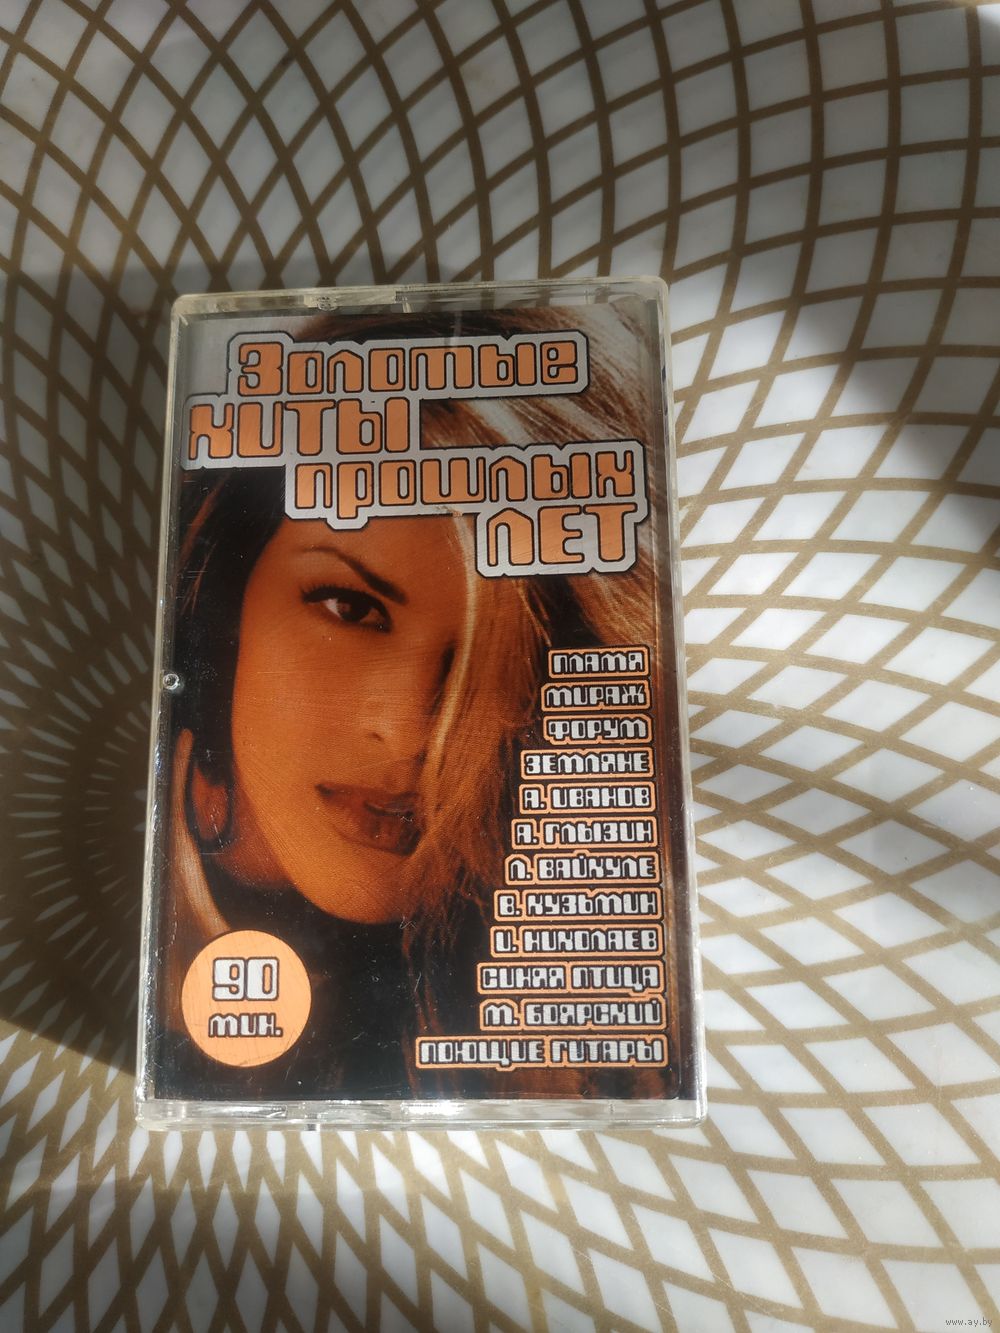 Золотые
хиты
прошлых
лет
пламя
мираж
форум
земляне
А. Иванов
А. Глызин
Л. Вайкуле
В. Кузьмин
И. Николаев
синяя птица
М. Боярский
поющие гитары
90
мин.
www.ay.by